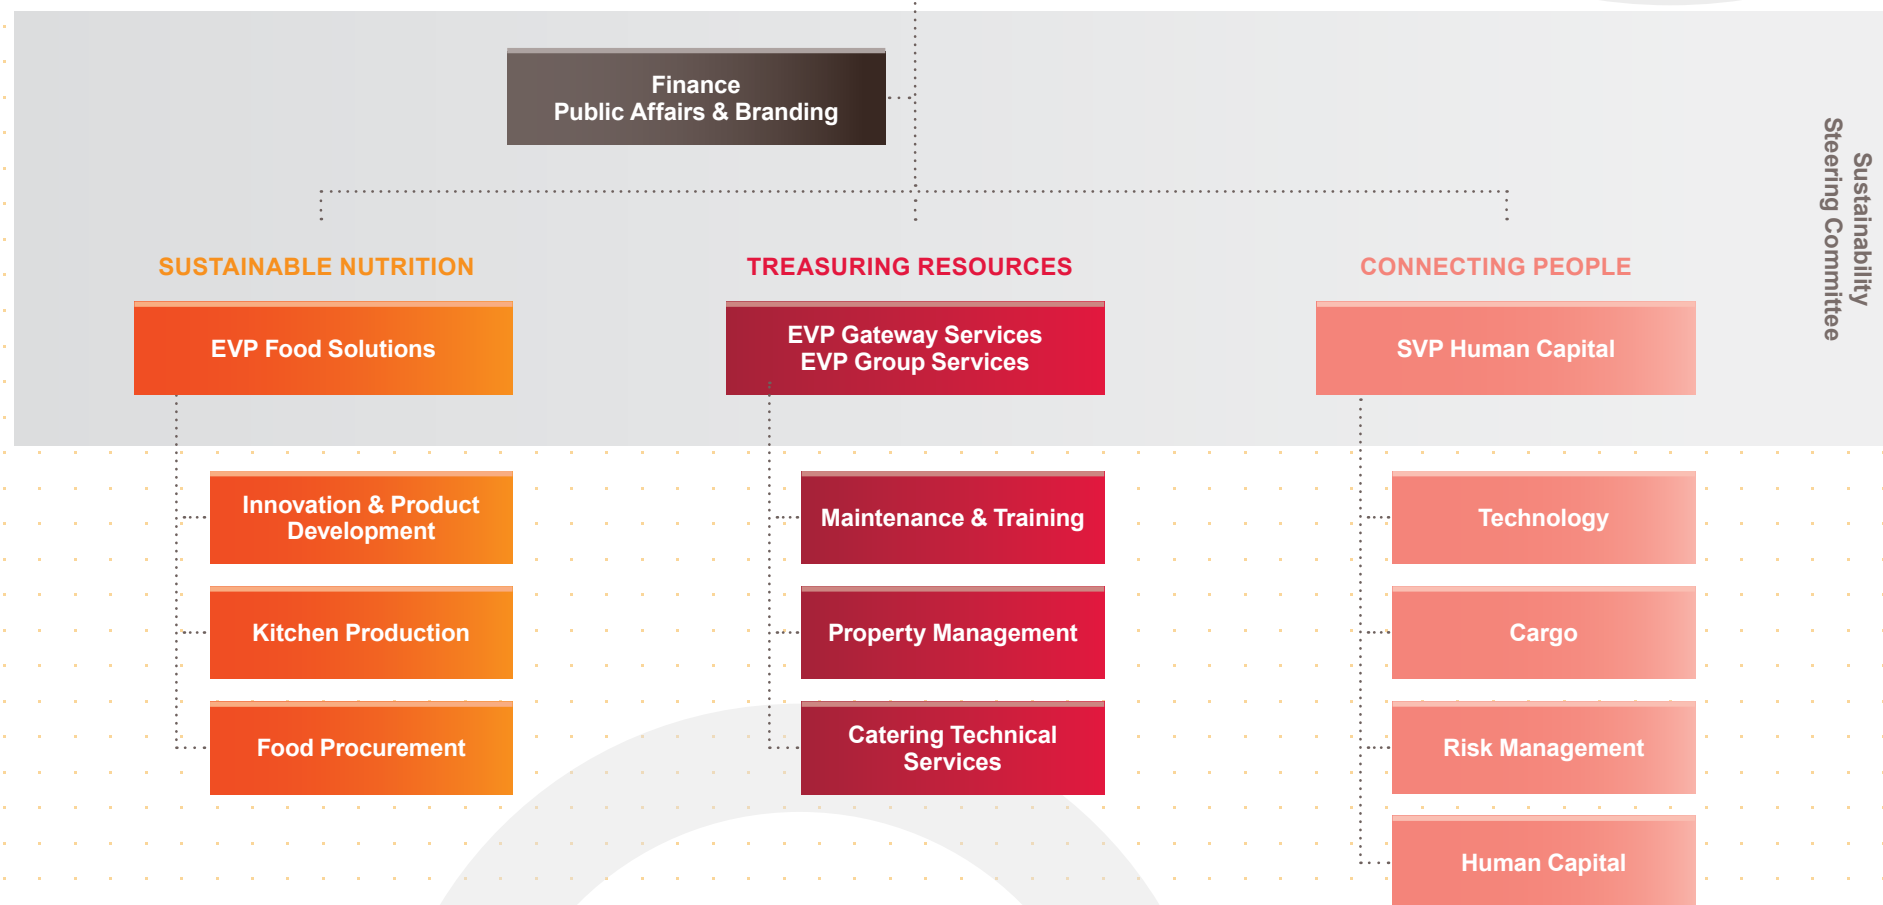 Finance
Public Affairs & Branding
Sustainability
Steering Committee
SUSTAINABLE NUTRITION
EVP Food Solutions
Innovation & Product
Development
Kitchen Production
Food Procurement
TREASURING RESOURCES
EVP Gateway Services
EVP Group Services
Maintenance & Training
Property Management
Catering Technical
Services
CONNECTING PEOPLE
SVP Human Capital
Technology
Cargo
Risk Management
Human Capital